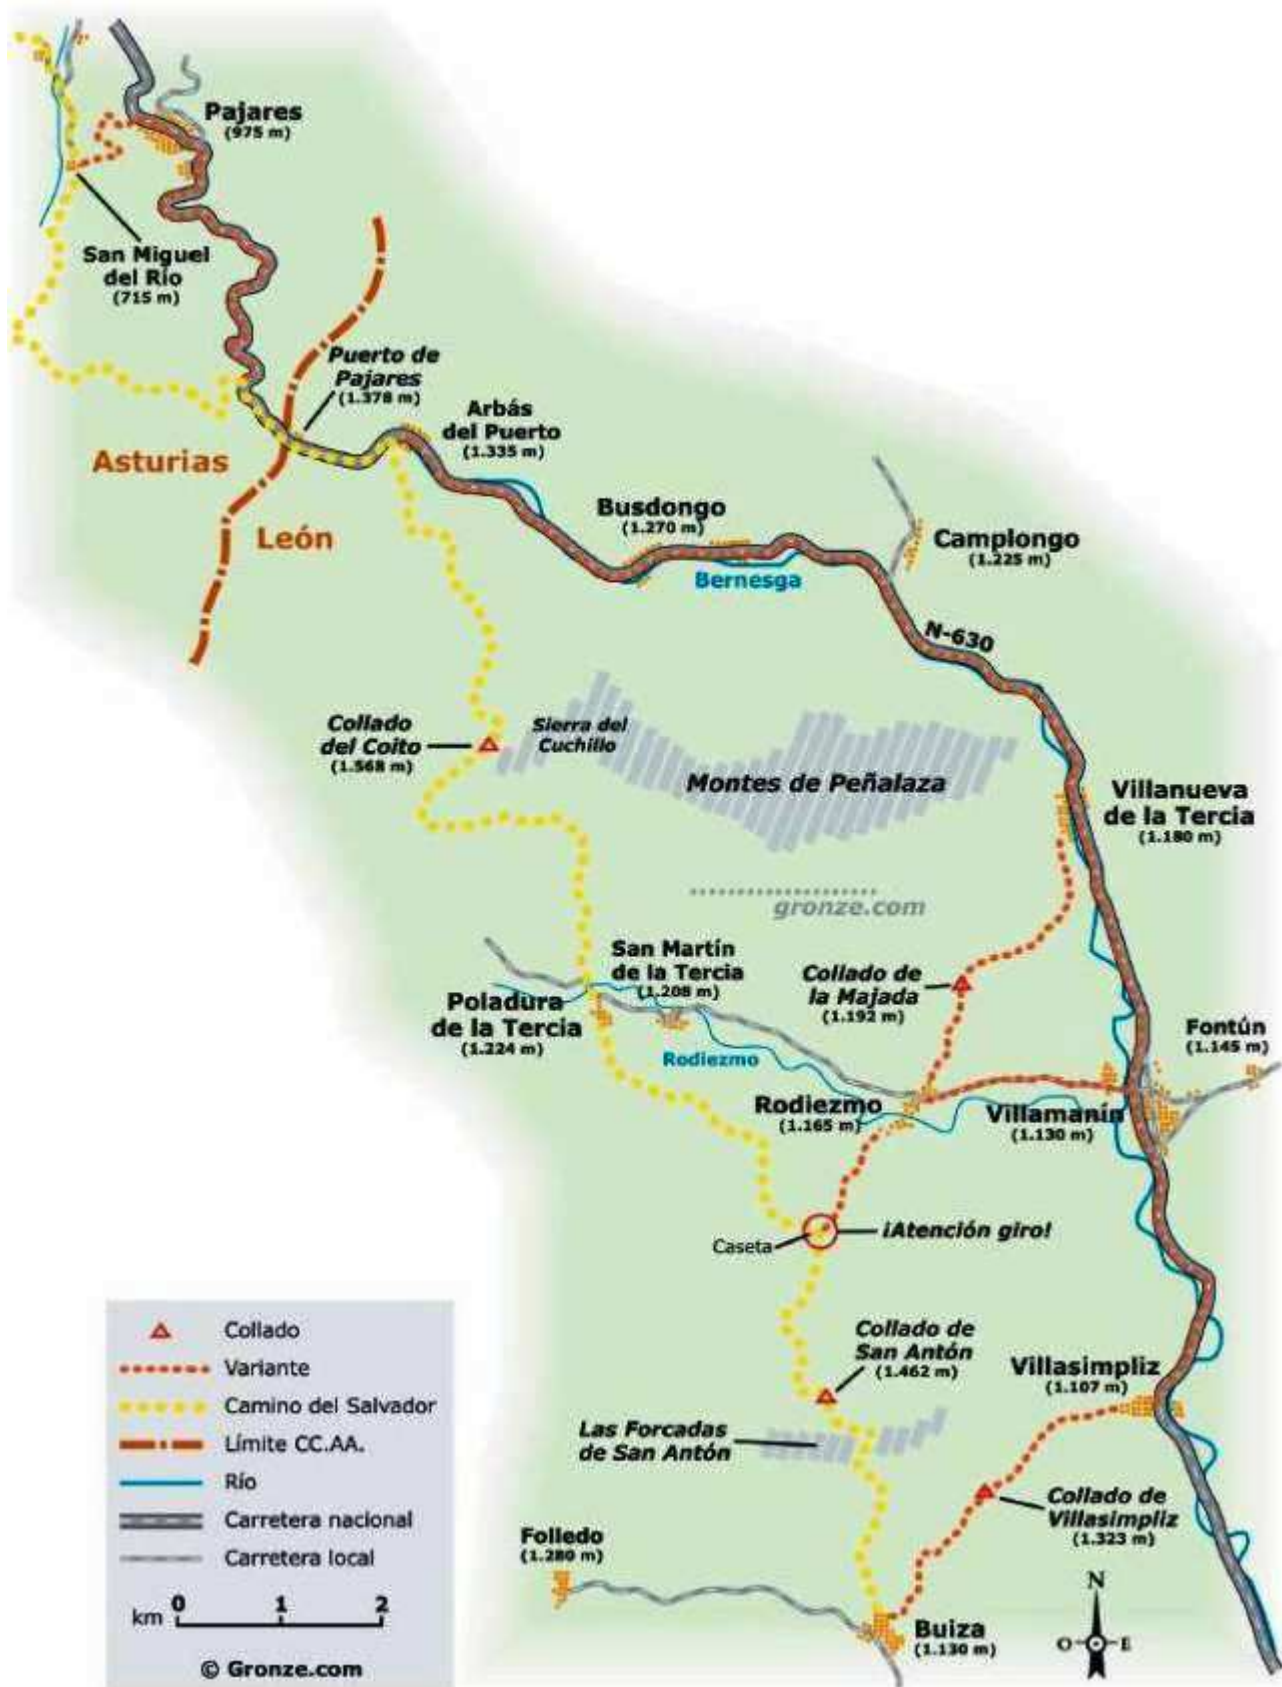 Pajares
(975 m)
San Miguel
del Río
(715 m)
Puerto de
Pajares
(1.378 m)
Arbás
del Puerto
(1.335 m)
Asturias
León
Busdongo
(1.270 m)
Bernesga
Camplongo
(1.225 m)
N-630
Collado
del Coito
(1.568 m)
Sierra del
Cuchillo
Montes de Peñalaza
Villanueva
de la Tercia
(1.180 m)
gronze.com
San Martín
de la Tercia
(1.208 m)
Collado de
la Majada
(1.192 m)
Poladura
de la Tercia
(1.224 m)
Fontún
(1.145 m)
Rodiezmo
Rodiezmo
(1.165 m)
Villamanín
(1.130 m)
¡Atención giro!
Caseta
Collado de
San Antón
(1.462 m)
Villasimpliz
(1.107 m)
Las Forcadas
de San Antón
Collado de
Villasimpliz
(1.323 m)
Folledo
(1.280 m)
Buiza
(1.130 m)
N
O E
Collado
Variante
Camino del Salvador
Límite CC.AA.
Río
Carretera nacional
Carretera local
km 0 1 2
© Gronze.com